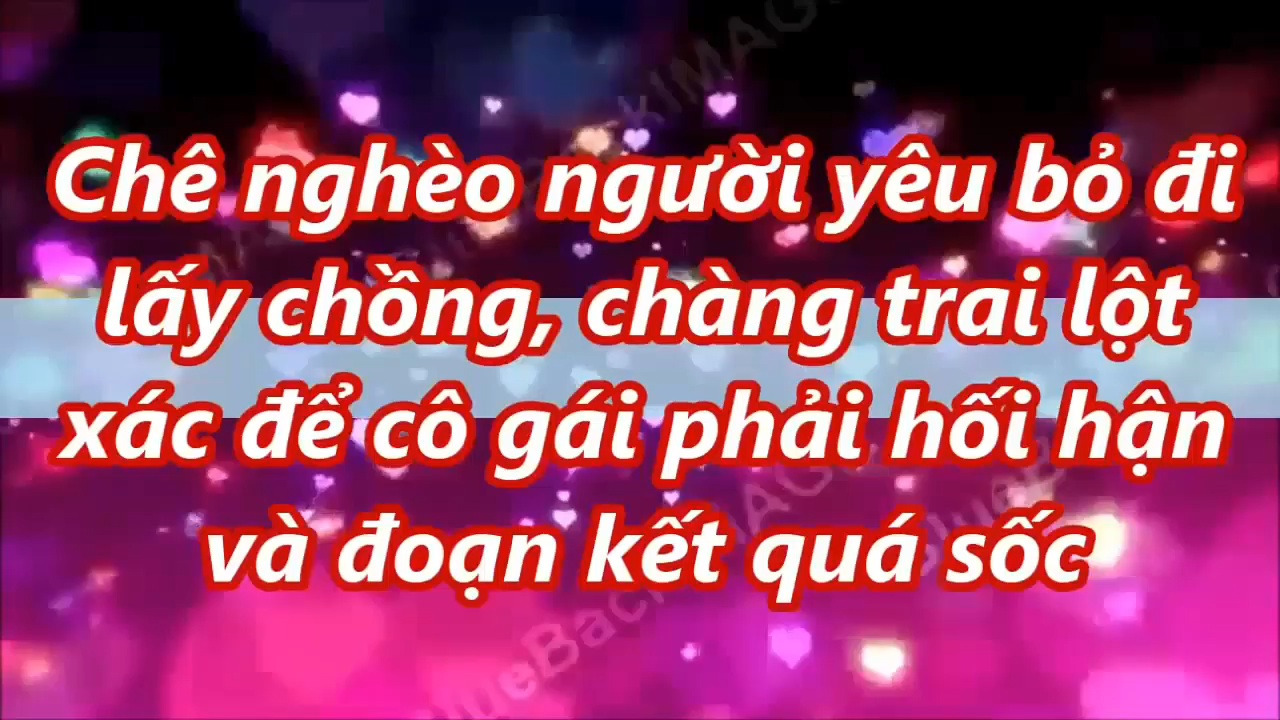 Chê nghèo người yêu bỏ đi
lấy chồng, chàng trai lột
xác để cô gái phải hối hận
và đoạn kết quá sốc